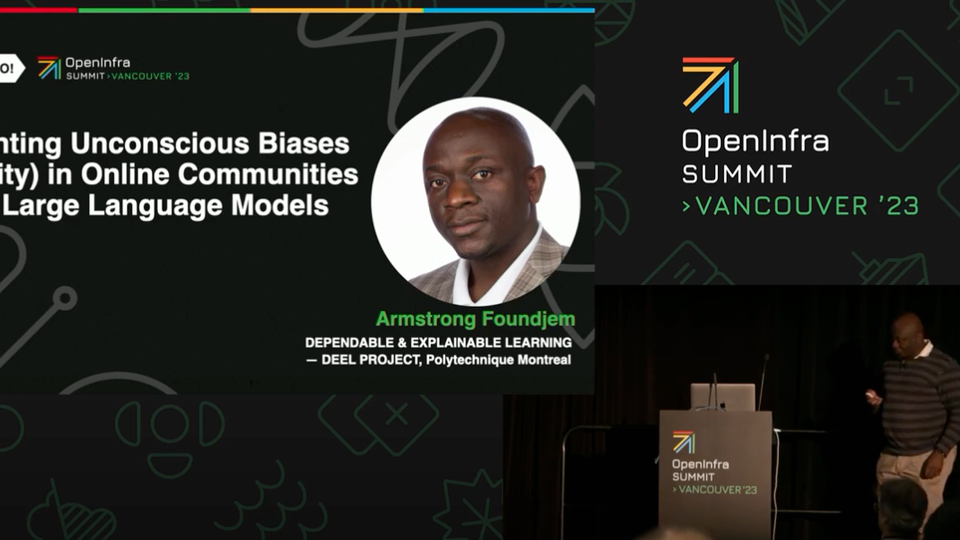 O!
OpenInfra
SUMMIT >VANCOUVER '23
nting Unconscious Biases
ity) in Online Communities
Large Language Models
Armstrong Foundjem
DEPENDABLE & EXPLAINABLE LEARNING
— DEEL PROJECT, Polytechnique Montreal
OpenInfra
SUMMIT
>VANCOUVER '23
OpenInfra
SUMMIT
>VANCOUVER '23